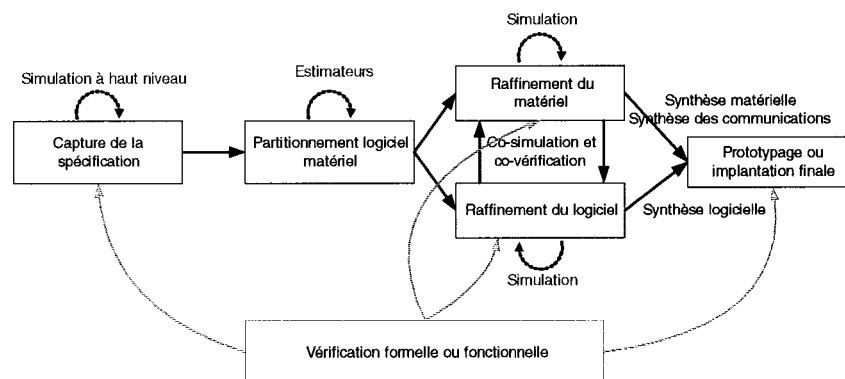 Simulation
Simulation à haut niveau
Estimateurs
Raffinement du
matériel
Capture de la
spécification
Partitionnement logiciel
matériel
Synthèse matérielle
Synthèse des communications
Co-simulation et
co-vérification
Prototypage ou
implantation finale
Raffinement du logiciel
Synthèse logicielle
Simulation
Vérification formelle ou fonctionnelle